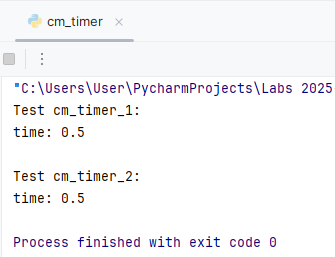 cm_timer
"C:\Users\User\PycharmProjects\Labs 2025
Test cm_timer_1:
time: 0.5
Test cm_timer_2:
time: 0.5
Process finished with exit code 0